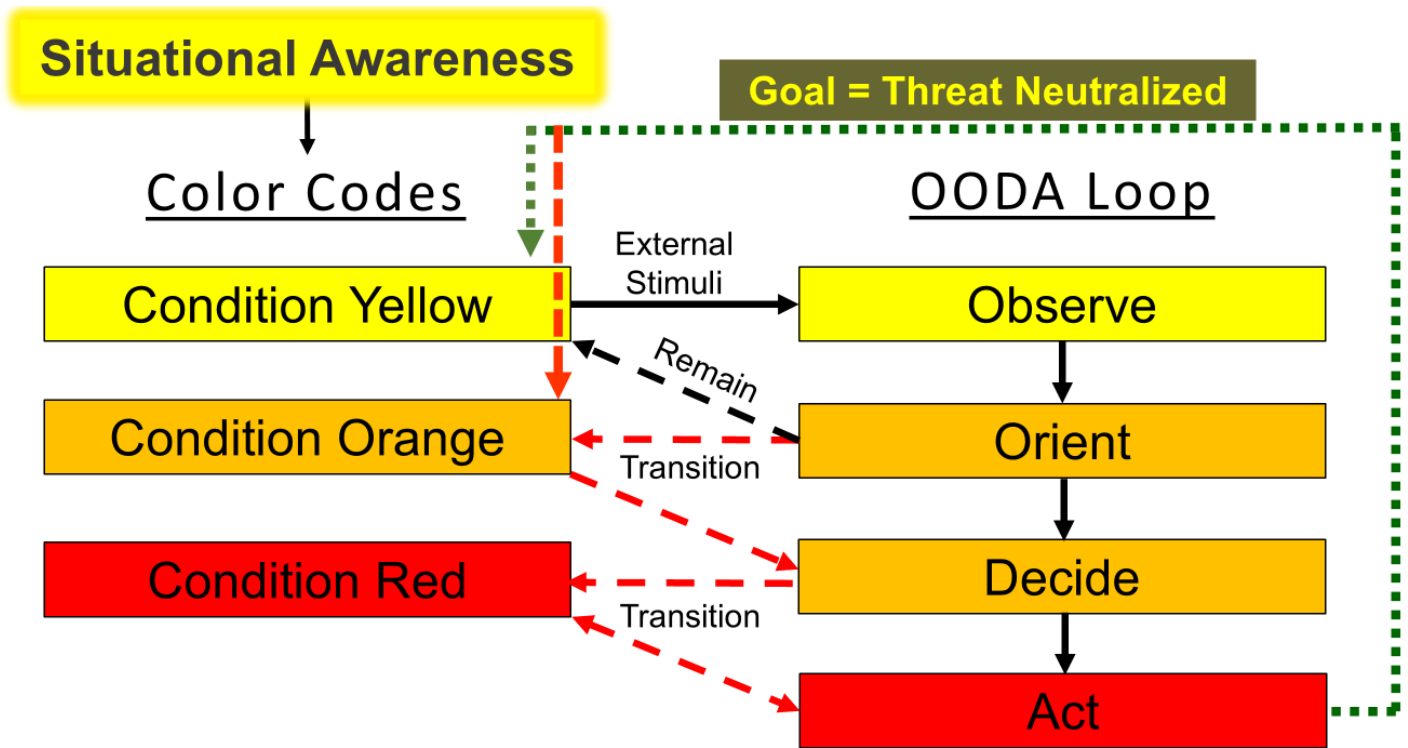 Situational Awareness
Goal = Threat Neutralized
Color Codes
OODA Loop
External
Stimuli
Condition Yellow
Observe
Remain
Condition Orange
Orient
Transition
Condition Red
Decide
Transition
Act